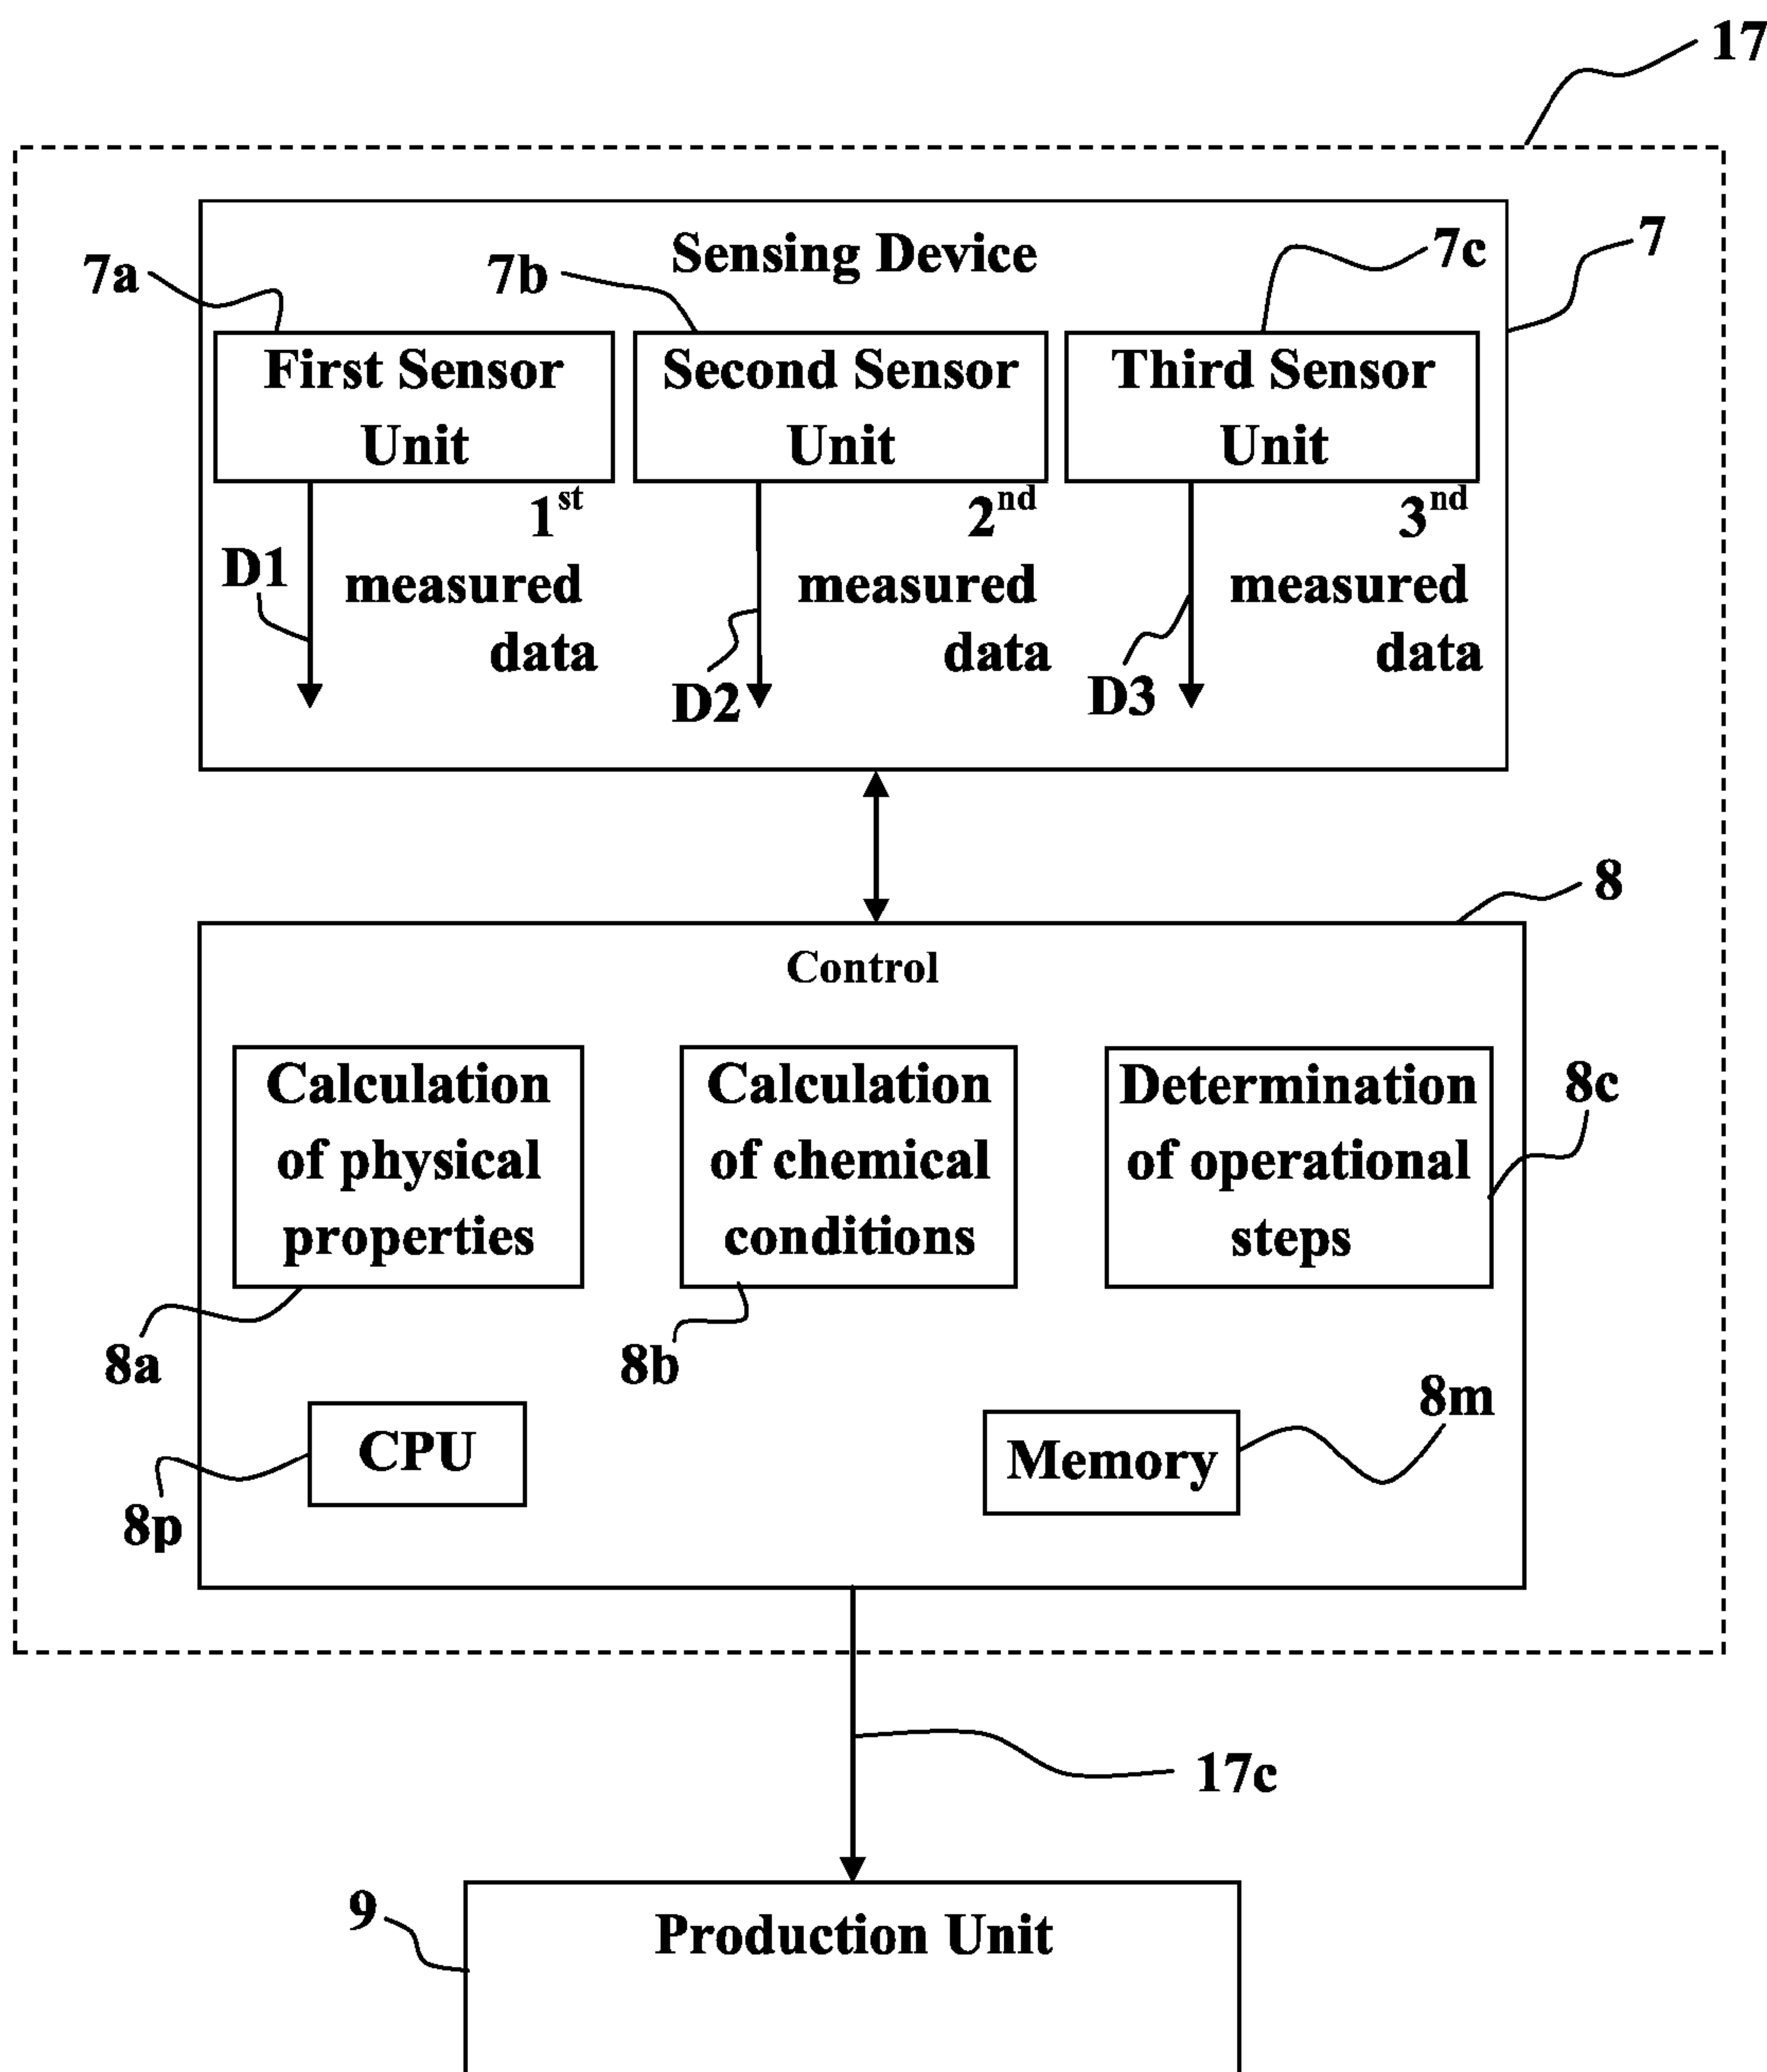 17
Sensing Device
7
7a
7b
7c
First Sensor
Unit
Second Sensor
Unit
Third Sensor
Unit
1st
measured
data
D1
2nd
measured
data
D2
3nd
measured
data
D3
8
Control
Calculation
of physical
properties
Calculation
of chemical
conditions
Determination
of operational
steps
8c
8a
8b
8m
CPU
Memory
8p
17c
9
Production Unit